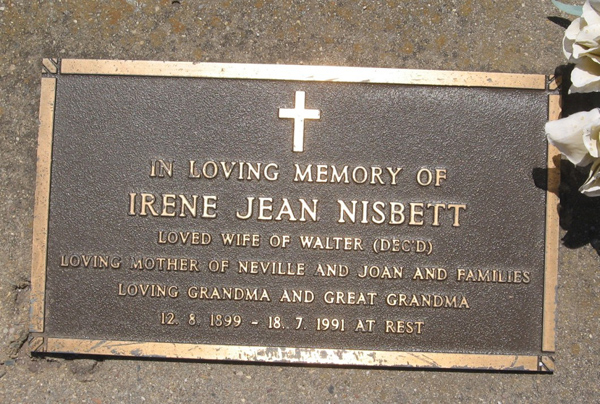 IN LOVING MEMORY OF
IRENE JEAN NISBETT
LOVED WIFE OF WALTER (DEC'D)
LOVING MOTHER OF NEVILLE AND JOAN AND FAMILIES
LOVING GRANDMA AND GREAT GRANDMA
12. 8. 1899 - 18. 7. 1991 AT REST